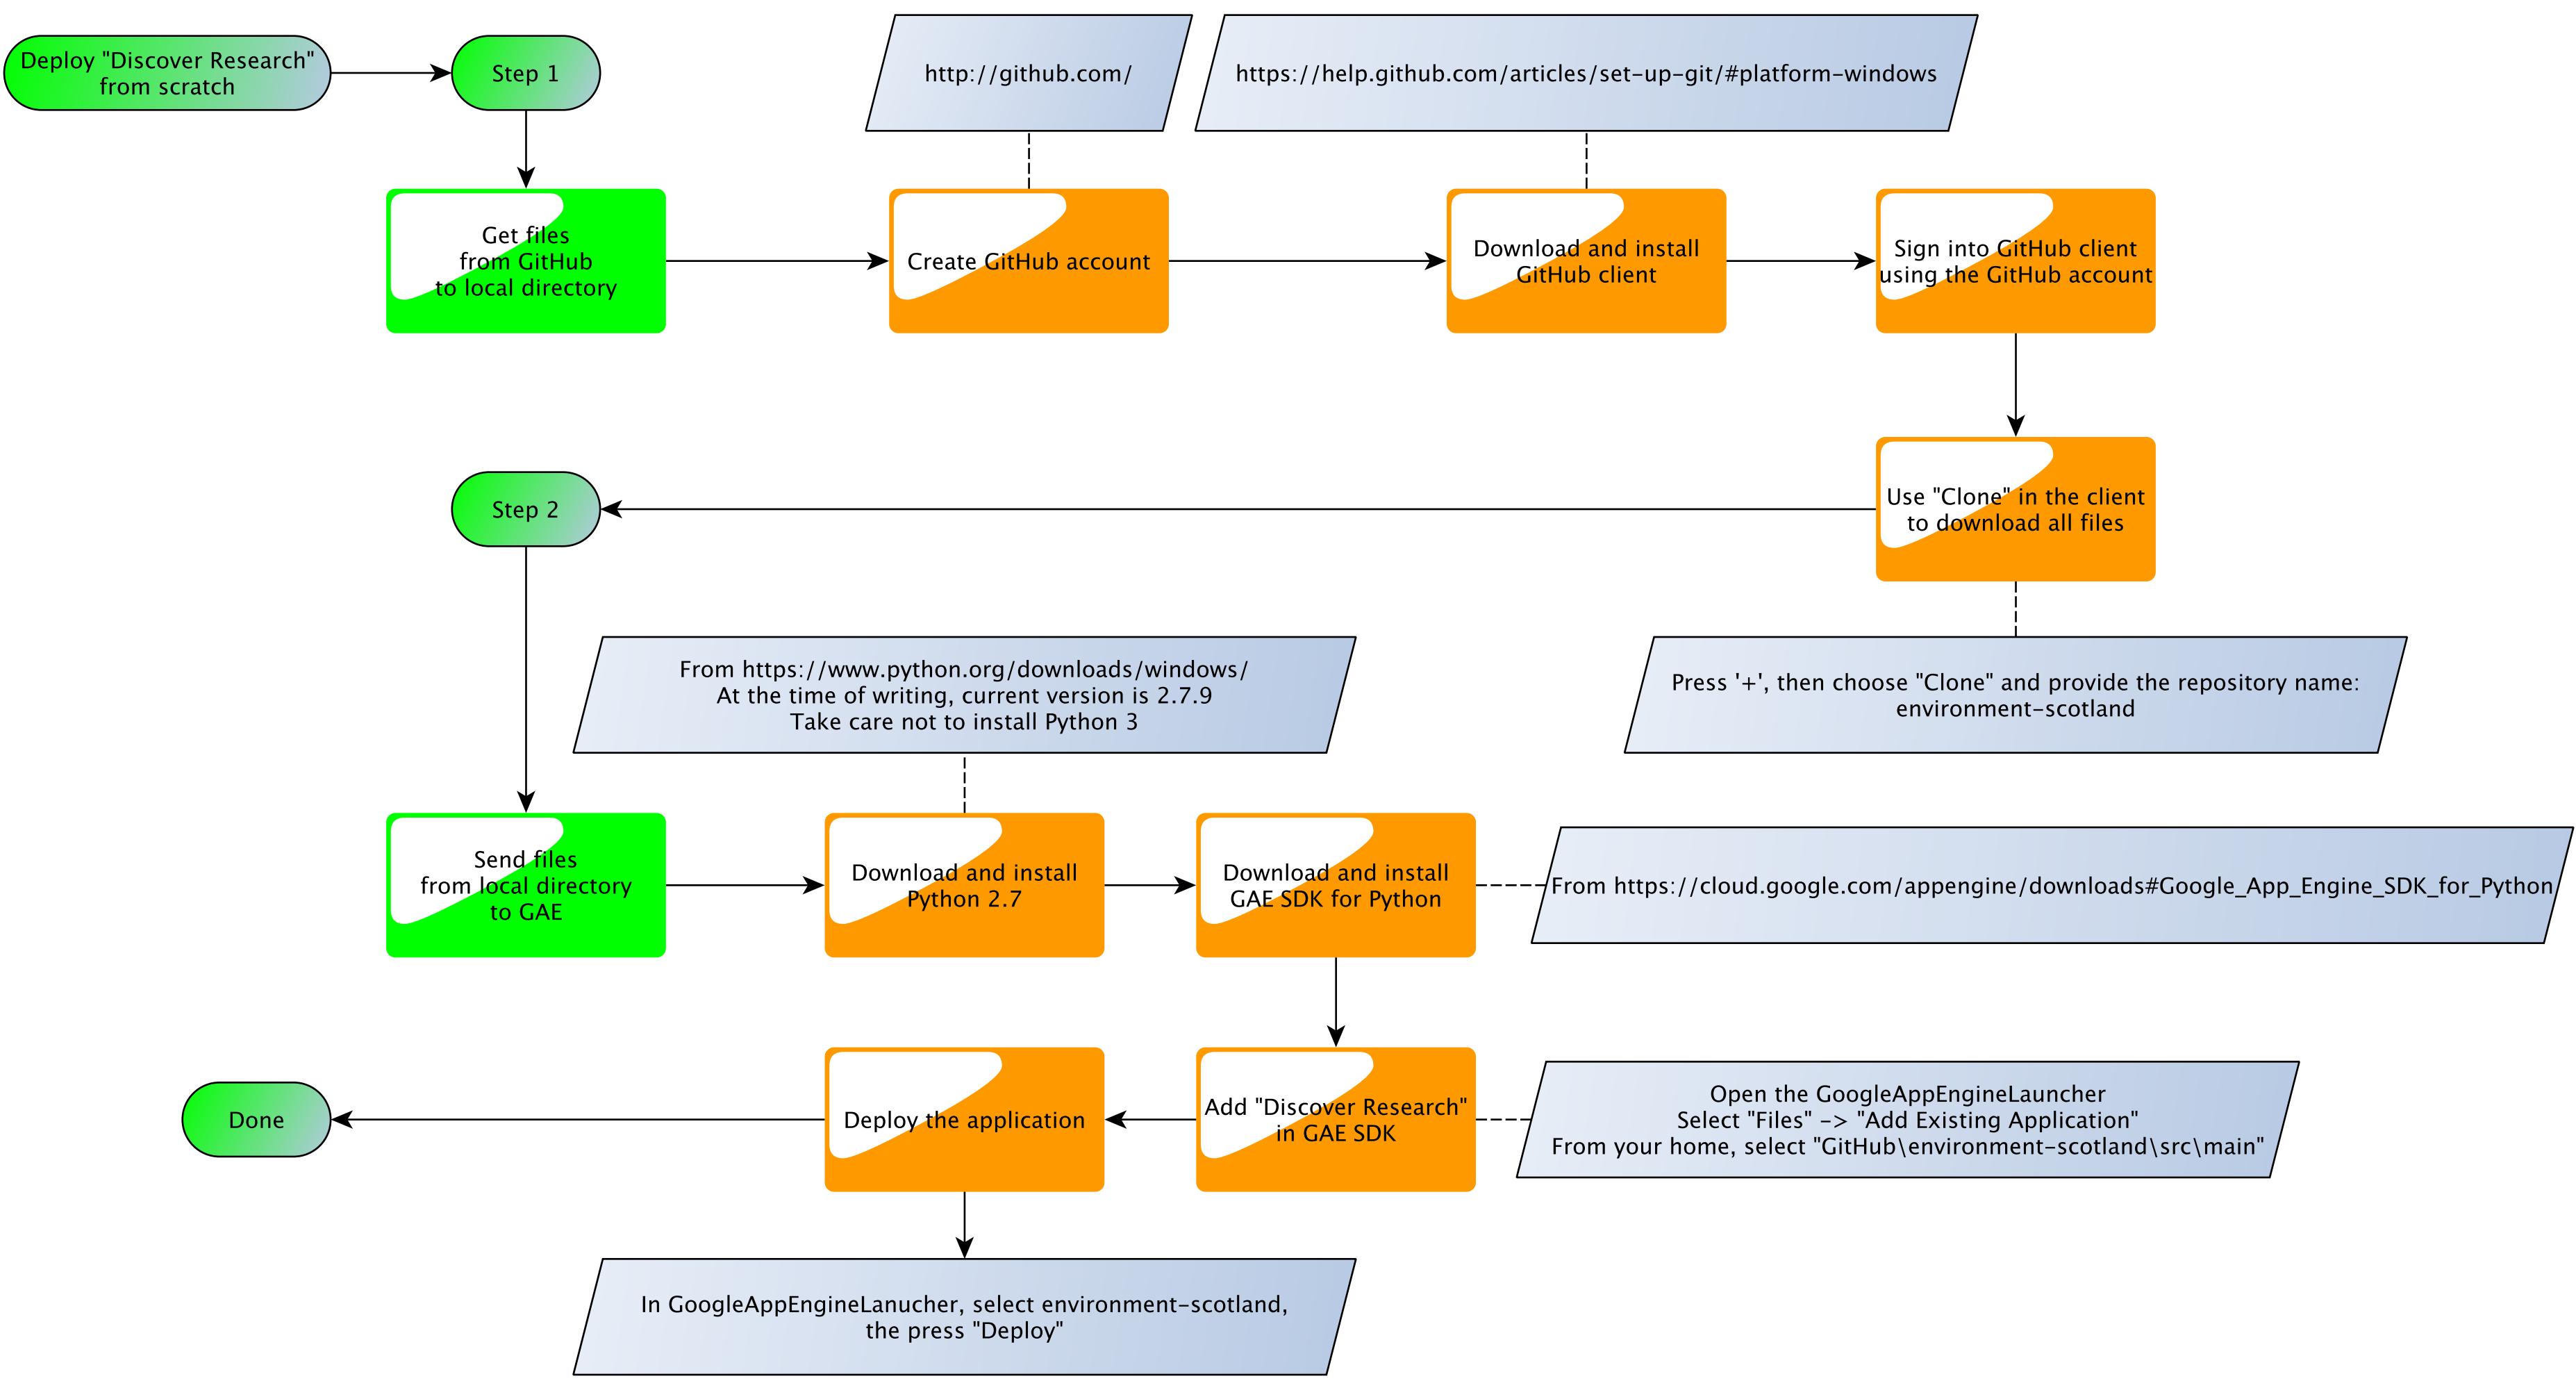 Deploy "Discover Research"
from scratch
Step 1
http://github.com/
https://help.github.com/articles/set-up-git/#platform-windows
Get files
from GitHub
to local directory
Create GitHub account
Download and install
GitHub client
Sign into GitHub client
using the GitHub account
Use "Clone" in the client
to download all files
Press '+', then choose "Clone" and provide the repository name:
environment-scotland
Step 2
From https://www.python.org/downloads/windows/
At the time of writing, current version is 2.7.9
Take care not to install Python 3
Send files
from local directory
to GAE
Download and install
Python 2.7
Download and install
GAE SDK for Python
From https://cloud.google.com/appengine/downloads#Google_App_Engine_SDK_for_Python
Add "Discover Research"
in GAE SDK
Open the GoogleAppEngineLauncher
Select "Files" -> "Add Existing Application"
From your home, select "GitHub\environment-scotland\src\main"
Deploy the application
Done
In GoogleAppEngineLanucher, select environment-scotland,
the press "Deploy"